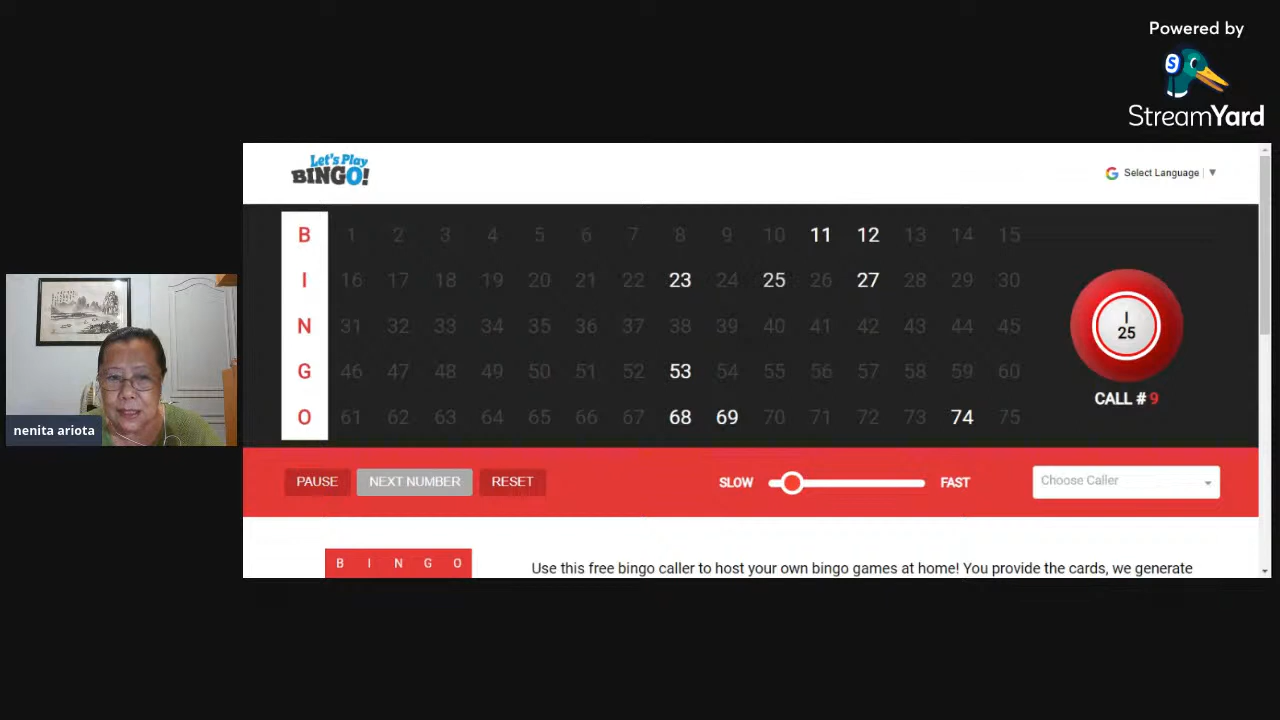 Powered by
S
StreamYard
Let's Play
BINGO!
Select Language ▼
B 1 2 3 4 5 6 7 8 9 10 11 12 13 14 15
I 16 17 18 19 20 21 22 23 24 25 26 27 28 29 30
N 31 32 33 34 35 36 37 38 39 40 41 42 43 44 45
G 46 47 48 49 50 51 52 53 54 55 56 57 58 59 60
O 61 62 63 64 65 66 67 68 69 70 71 72 73 74 75
I
25
CALL # 9
nenita ariota
PAUSE NEXT NUMBER RESET SLOW FAST Choose Caller
B I N G O
Use this free bingo caller to host your own bingo games at home! You provide the cards, we generate